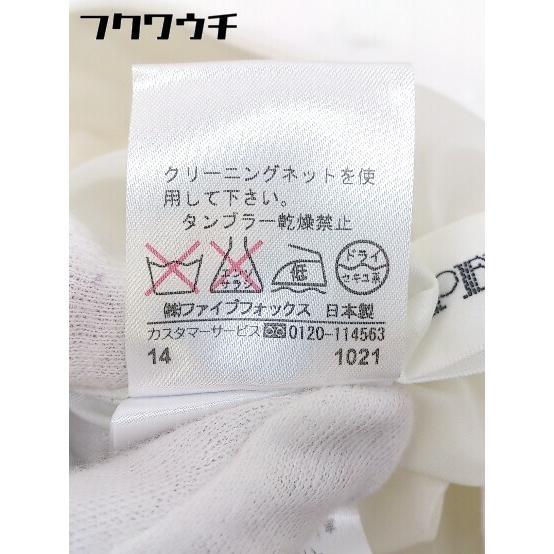 フクワウチ
クリーニングネットを使
用して下さい。
タンブラー乾燥禁止
エンソ
サラシ
低
ドライ
セキユ系
㈱ファイブフォックス 日本製
カスタマーサービス 0120-114563
14 1021